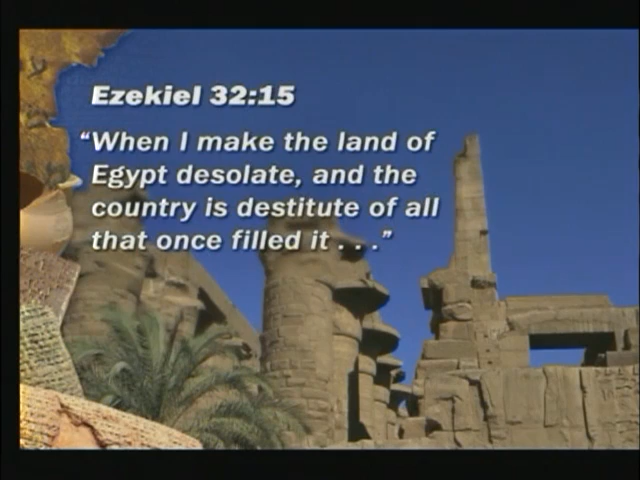 Ezekiel 32:15
“When I make the land of
Egypt desolate, and the
country is destitute of all
that once filled it . . .”